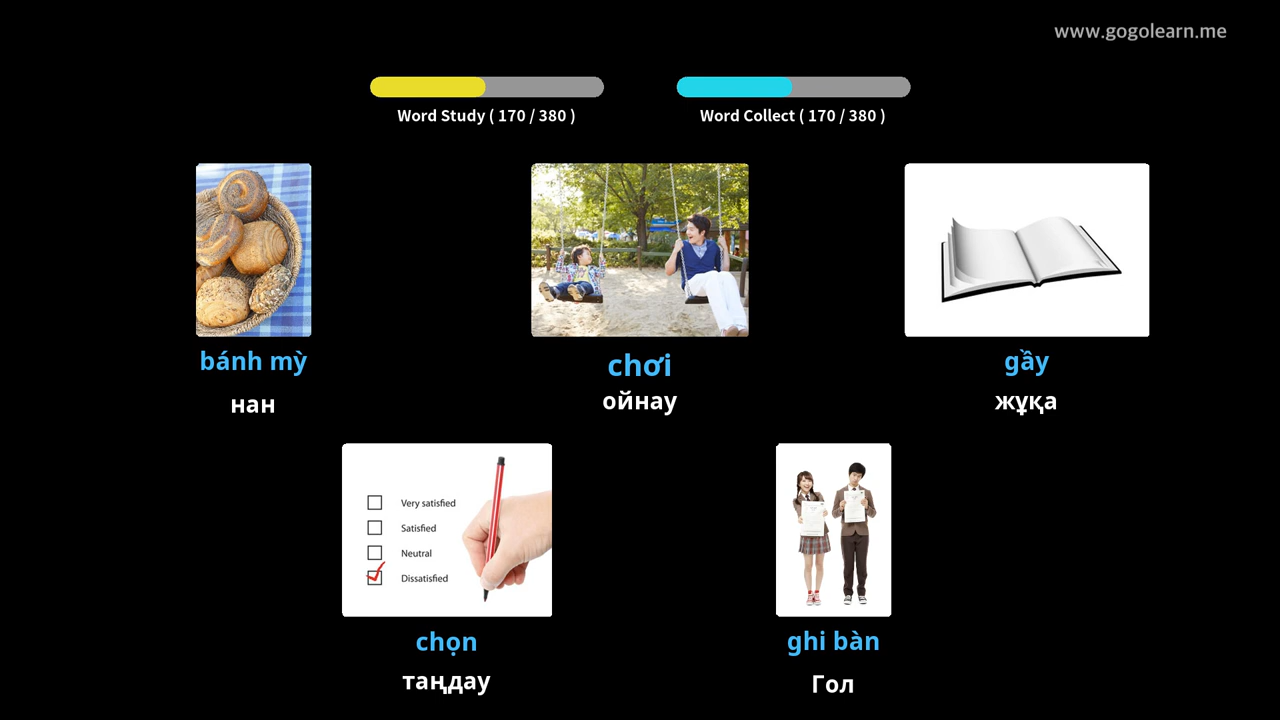 www.gogolearn.me
Word Study ( 170 / 380 )
Word Collect ( 170 / 380 )
bánh mỳ
нан
chơi
ойнау
gầy
жұқа
Very satisfied
Satisfied
Neutral
Dissatisfied
chọn
таңдау
ghi bàn
Гол